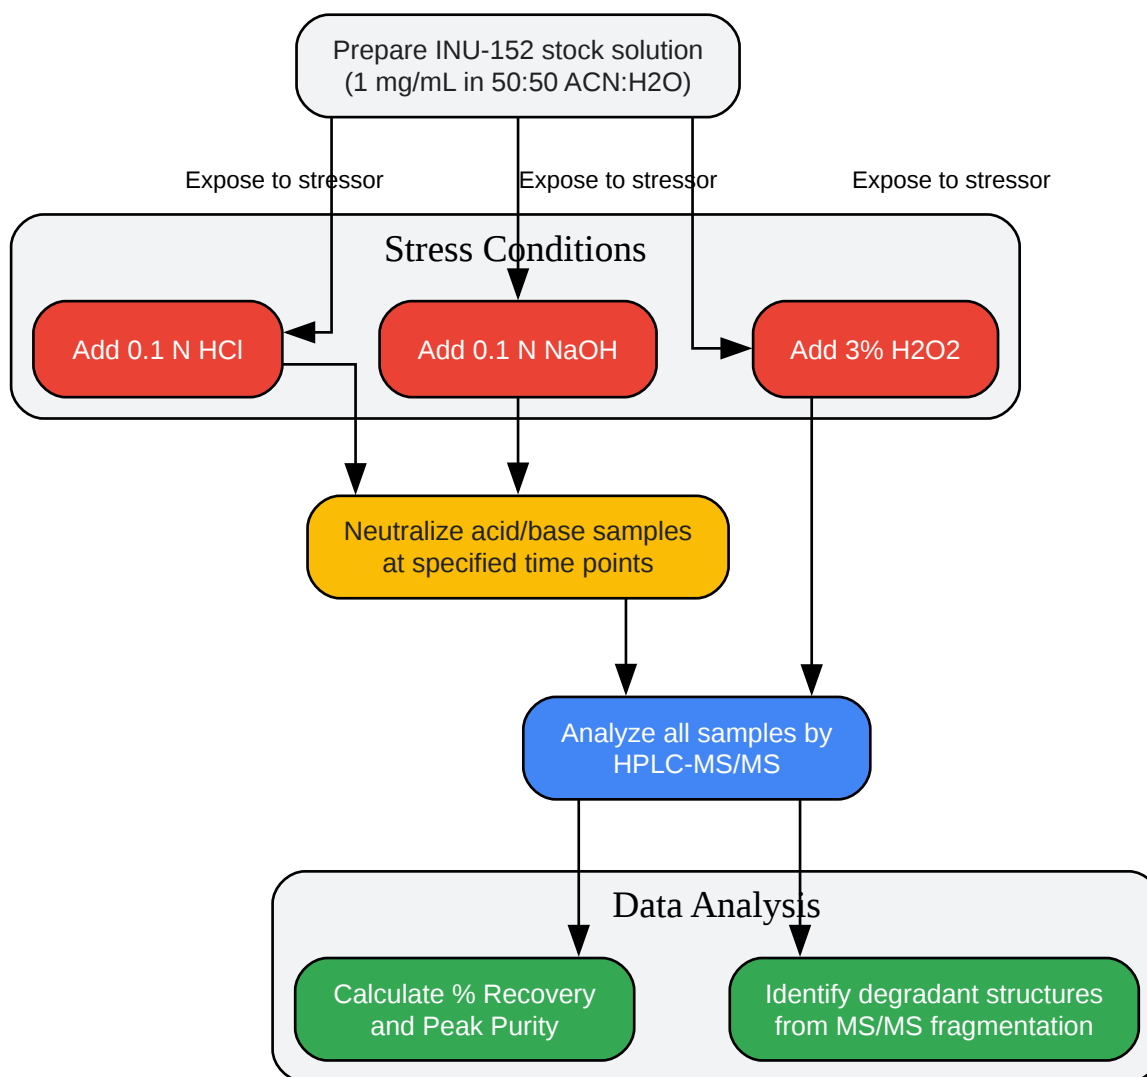 Prepare INU-152 stock solution
(1 mg/mL in 50:50 ACN:H2O)
Expose to stressor
Expose to stressor
Expose to stressor
Stress Conditions
Add 0.1 N HCl
Add 0.1 N NaOH
Add 3% H2O2
Neutralize acid/base samples
at specified time points
Analyze all samples by
HPLC-MS/MS
Data Analysis
Calculate % Recovery
and Peak Purity
Identify degradant structures
from MS/MS fragmentation